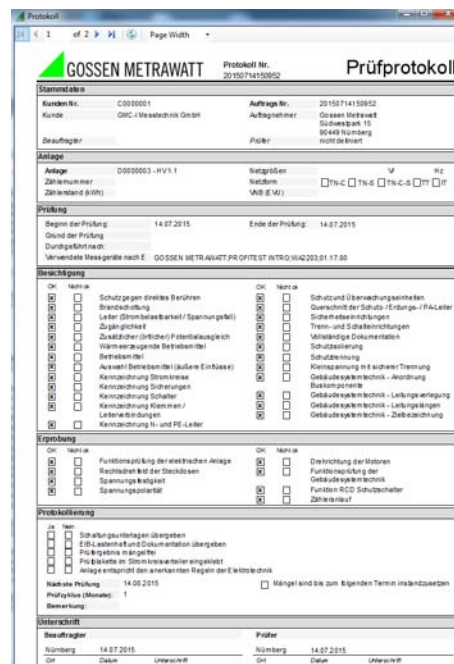 Protokoll
1 of 2 Page Width
GOSSEN METRAWATT
Protokoll Nr.
20150714150952
Prüfprotokoll
Stammdaten
Kunden Nr. C0000001 Auftrags Nr. 20150714150952
Kunde GMC-I Messtechnik GmbH Auftragnehmer Gossen Metrawatt
Südwestpark 15
90449 Nürnberg
Beauftragter Prüfer nicht definiert
Anlage
Anlage D0000003 - HV1.1 Netzgrößen V/ Hz
Zählernummer Netzform TN-C TN-S TN-C-S TT IT
Zählerstand (kWh) VNB (EVU)
Prüfung
Beginn der Prüfung: 14.07.2015 Ende der Prüfung: 14.07.2015
Grund der Prüfung
Durchgeführt nach:
Verwendete Messgeräte nach E GOSSEN METRAWATT;PROFITEST INTRO;WA2203;01.17.00
Besichtigung
OK Nicht ok OK Nicht ok
Schutz gegen direktes Berühren Schutz und Überwachungseinheiten
Brandschottung Querschnitt der Schutz- / Erdungs- / PA-Leiter
Leiter (Strombelastbarkeit / Spannungsfall) Sicherheitseinrichtungen
Zugänglichkeit Trenn- und Schalteinrichtungen
Zusätzlicher (örtlicher) Potentialausgleich Vollständige Dokumentation
Wärmeerzeugende Betriebsmittel Schutzisolierung
Betriebsmittel Schutztrennung
Auswahl Betriebsmittel (äußere Einflüsse) Kleinspannung mit sicherer Trennung
Kennzeichnung Stromkreise Gebäudesystemtechnik - Anordnung
Kennzeichnung Sicherungen Buskomponente
Kennzeichnung Schalter Gebäudesystemtechnik - Leitungsverlegung
Kennzeichnung Klemmen / Gebäudesystemtechnik - Leitungslängen
Leiterverbindungen Gebäudesystemtechnik - Zielbezeichnung
Kennzeichnung N- und PE-Leiter
Erprobung
OK Nicht ok OK Nicht ok
Funktionsprüfung der elektrischen Anlage Drehrichtung der Motoren
Rechtsdrehfeld der Steckdosen Funktionsprüfung der
Spannungsfestigkeit Gebäudesystemtechnik
Spannungspolarität Funktion RCD Schutzschalter
Zähleranlauf
Protokollierung
Ja Nein
Schaltungsunterlagen übergeben
EIB-Lastenheft und Dokumentation übergeben
Prüfergebnis mängelfrei
Prüfplakette im Stromkreisverteiler eingeklebt
Anlage entspricht den anerkannten Regeln der Elektrotechnik
Nächste Prüfung 14.08.2015 Mängel sind bis zum folgenden Termin instandzusetzen
Prüfzyklus (Monate): 1
Bemerkung:
Unterschrift
Beauftragter Prüfer
Nürnberg 14.07.2015 Nürnberg 14.07.2015
Ort Datum Unterschrift Ort Datum Unterschrift